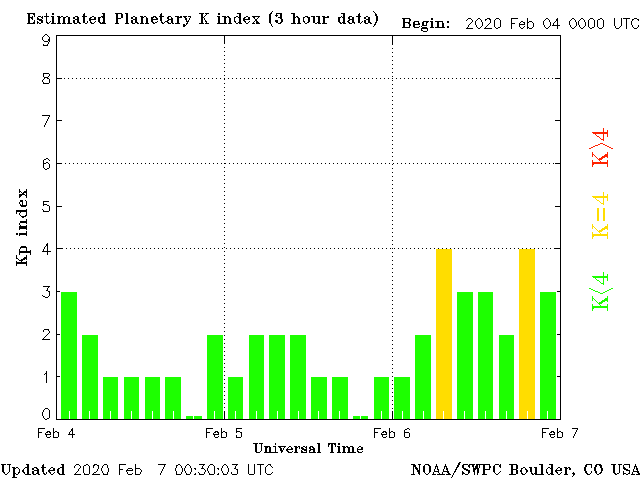 Estimated Planetary K index (3 hour data) Begin: 2020 Feb 04 0000 UTC
9
8
7
6
5
4
3
2
1
0
Kp index
K>4
K=4
K<4
Feb 4 Feb 5 Feb 6 Feb 7
Universal Time
Updated 2020 Feb 7 00:30:03 UTC NOAA/SWPC Boulder, CO USA